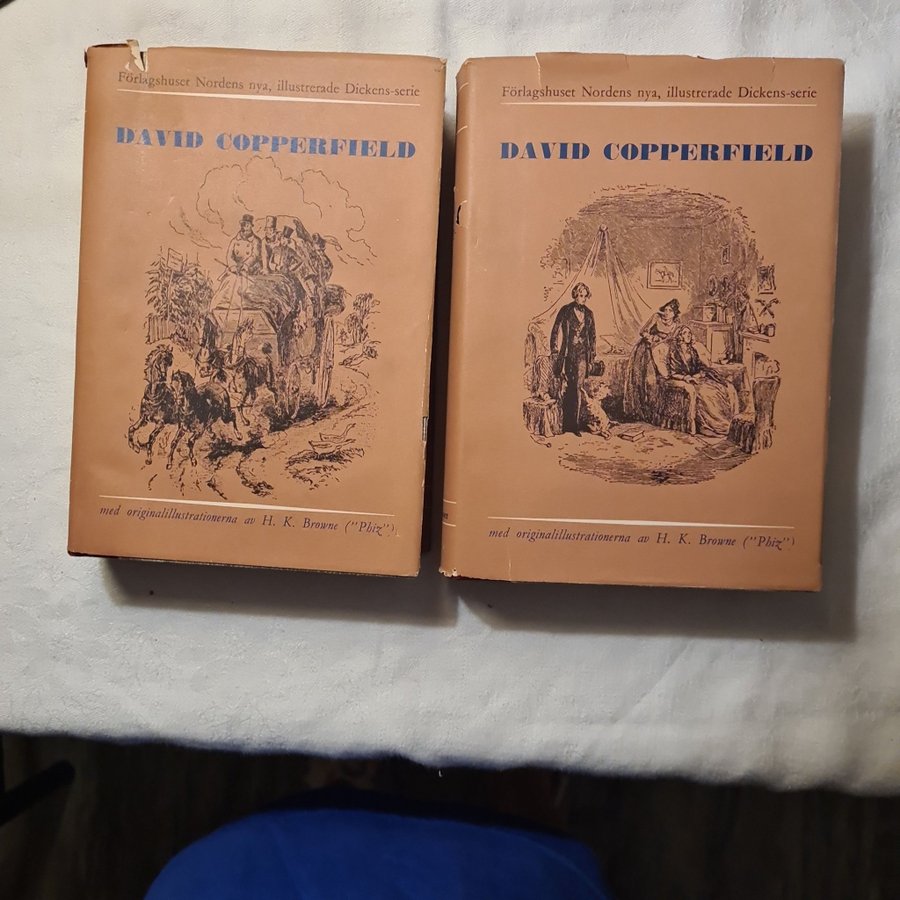 Förlagshuset Nordens nya, illustrerade Dickens-serie
DAVID COPPERFIELD
med originalillustrationerna av H. K. Browne ("Phiz")
Förlagshuset Nordens nya, illustrerade Dickens-serie
DAVID COPPERFIELD
med originalillustrationerna av H. K. Browne ("Phiz")